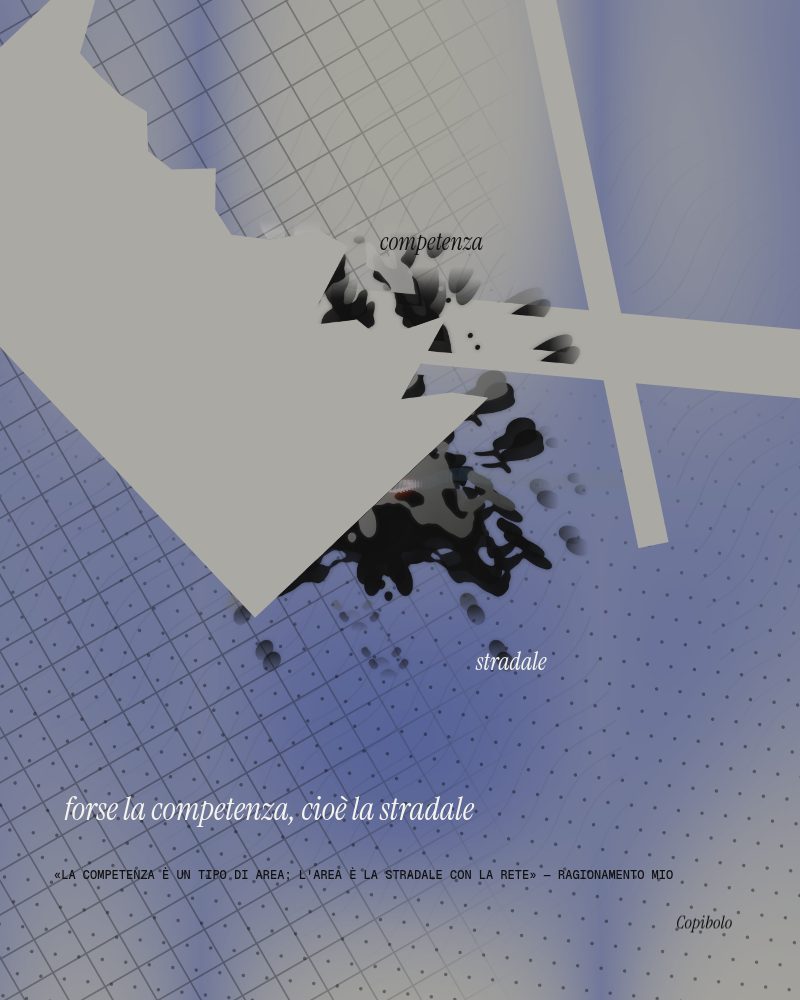 competenza
stradale
forse la competenza, cioè la stradale
«LA COMPETENZA È UN TIPO DI AREA; L'AREA È LA STRADALE CON LA RETE» — RAGIONAMENTO MIO
Copibolo